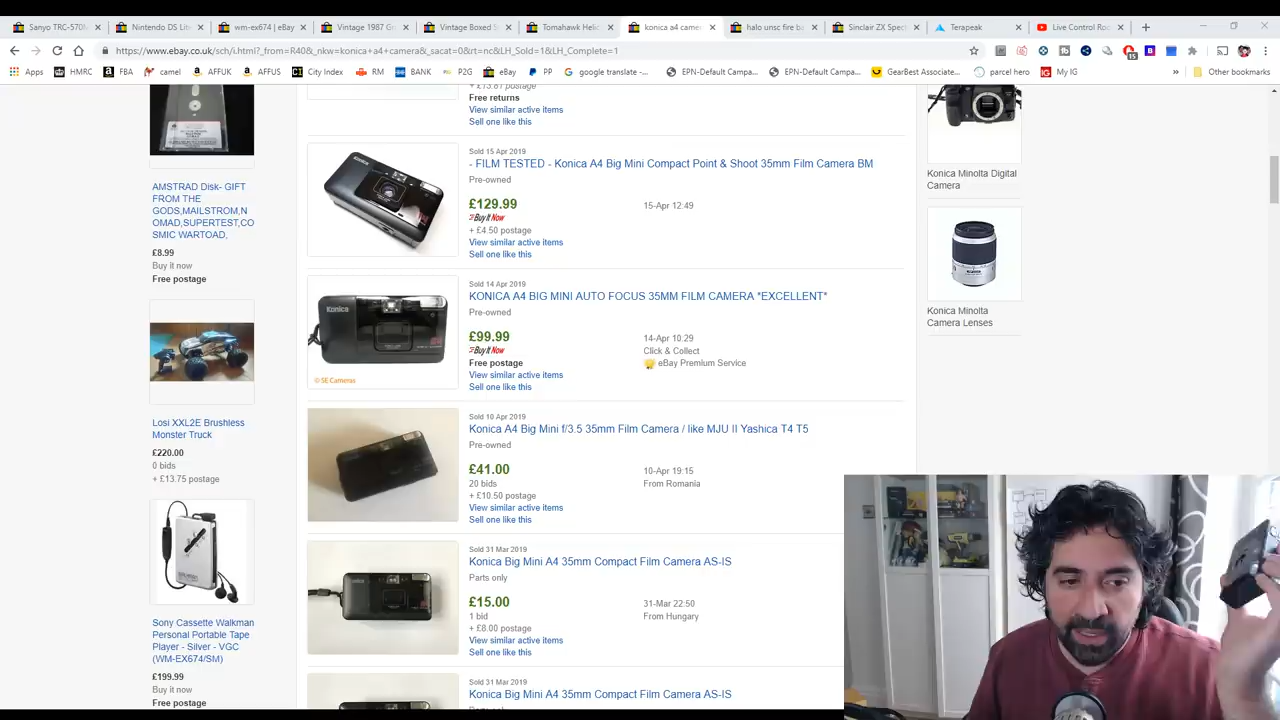 Sanyo TRC-570M
Nintendo DS Lit
wm-ex674 | eBay
Vintage 1987 Gr
Vintage Boxed S
Tomahawk Helic
konica a4 came
halo unsc fire ba
Sinclair ZX Spect
Terapeak
Live Control Roo
https://www.ebay.co.uk/sch/i.html?_from=R40&_nkw=konica+a4+camera&_sacat=0&rt=nc&LH_Sold=1&LH_Complete=1
Apps HMRC FBA camel AFFUK AFFUS City Index RM BANK P2G eBay PP google translate -... EPN-Default Campa... EPN-Default Campa... GearBest Associate... parcel hero My IG » Other bookmarks
AMSTRAD Disk- GIFT
FROM THE
GODS,MAILSTROM,N
OMAD,SUPERTEST,CO
SMIC WARTOAD,
£8.99
Buy it now
Free postage
Losi XXL2E Brushless
Monster Truck
£220.00
0 bids
+ £13.75 postage
Sony Cassette Walkman
Personal Portable Tape
Player - Silver - VGC
(WM-EX674/SM)
£199.99
Buy it now
Free postage
Free returns
View similar active items
Sell one like this
Sold 15 Apr 2019
- FILM TESTED - Konica A4 Big Mini Compact Point & Shoot 35mm Film Camera BM
Pre-owned
£129.99
15-Apr 12:49
Buy It Now
+ £4.50 postage
View similar active items
Sell one like this
Konica
© SE Cameras
Sold 14 Apr 2019
KONICA A4 BIG MINI AUTO FOCUS 35MM FILM CAMERA *EXCELLENT*
Pre-owned
£99.99
14-Apr 10:29
Buy It Now
Click & Collect
Free postage
eBay Premium Service
View similar active items
Sell one like this
Sold 10 Apr 2019
Konica A4 Big Mini f/3.5 35mm Film Camera / like MJU II Yashica T4 T5
Pre-owned
£41.00
10-Apr 19:15
20 bids
From Romania
+ £10.50 postage
View similar active items
Sell one like this
Sold 31 Mar 2019
Konica Big Mini A4 35mm Compact Film Camera AS-IS
Parts only
£15.00
31-Mar 22:50
1 bid
From Hungary
+ £8.00 postage
View similar active items
Sell one like this
Sold 31 Mar 2019
Konica Big Mini A4 35mm Compact Film Camera AS-IS
Konica Minolta Digital
Camera
Konica Minolta
Camera Lenses